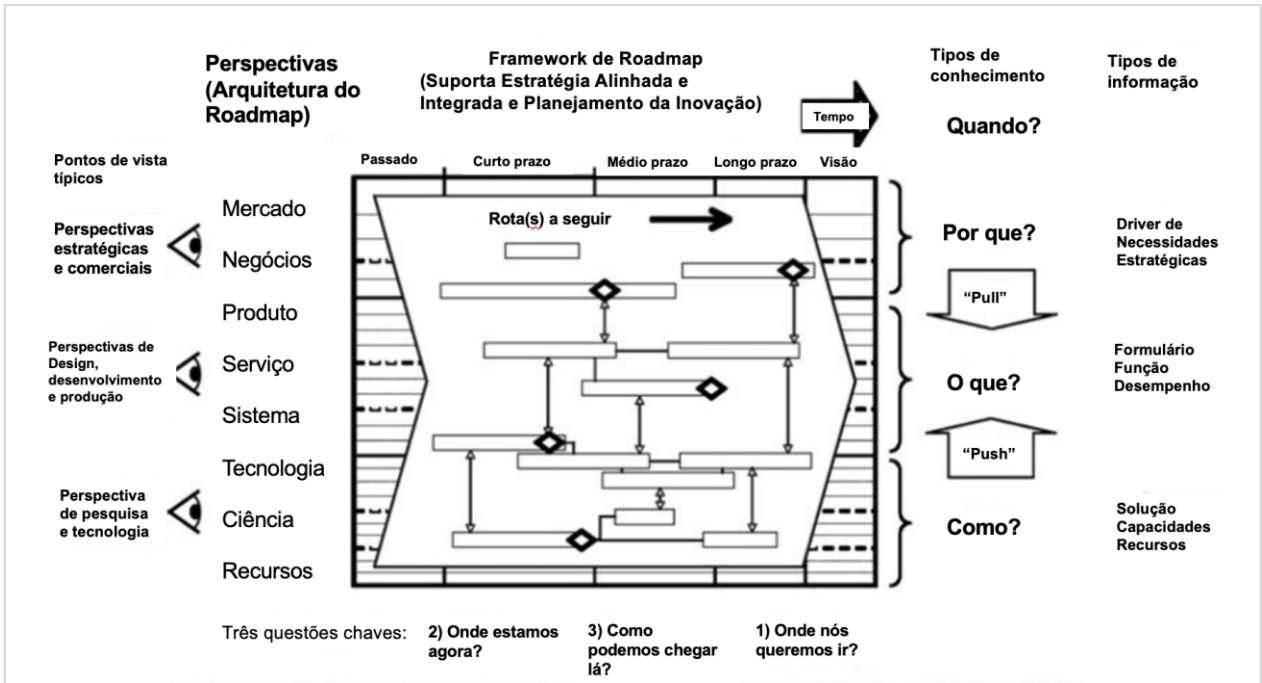 Perspectivas
(Arquitetura do
Roadmap)
Framework de Roadmap
(Suporta Estratégia Alinhada e
Integrada e Planejamento da Inovação)
Tempo
Tipos de
conhecimento
Quando?
Tipos de
informação
Pontos de vista
típicos
Passado
Curto prazo
Médio prazo
Longo prazo
Visão
Perspectivas
estratégicas
e comerciais
Mercado
Negócios
Rota(s) a seguir
Por que?
Driver de
Necessidades
Estratégicas
“Pull”
Perspectivas de
Design,
desenvolvimento
e produção
Produto
Serviço
Sistema
O que?
Formulário
Função
Desempenho
“Push”
Perspectiva
de pesquisa
e tecnologia
Tecnologia
Ciência
Recursos
Como?
Solução
Capacidades
Recursos
Três questões chaves:
2) Onde estamos
agora?
3) Como
podemos chegar
lá?
1) Onde nós
queremos ir?